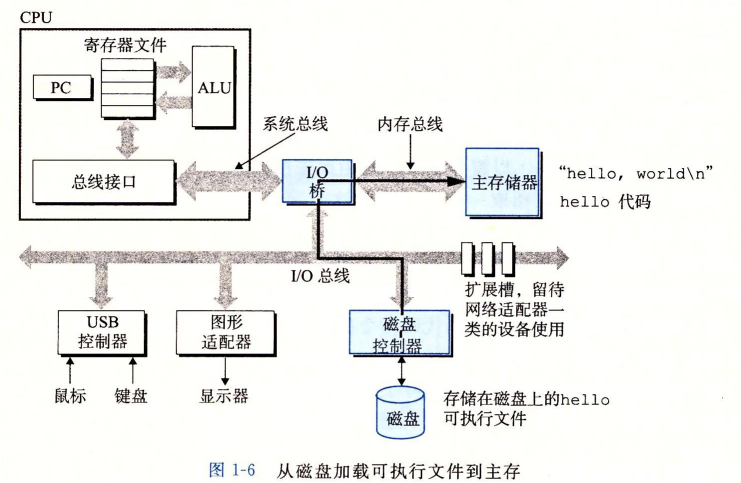 CPU
寄存器文件
PC
ALU
系统总线
内存总线
总线接口
I/O
桥
主存储器
“hello, world\n”
hello 代码
I/O 总线
扩展槽，留待
网络适配器一
类的设备使用
USB
控制器
图形
适配器
磁盘
控制器
鼠标
键盘
显示器
磁盘
存储在磁盘上的hello
可执行文件
图 1-6 从磁盘加载可执行文件到主存